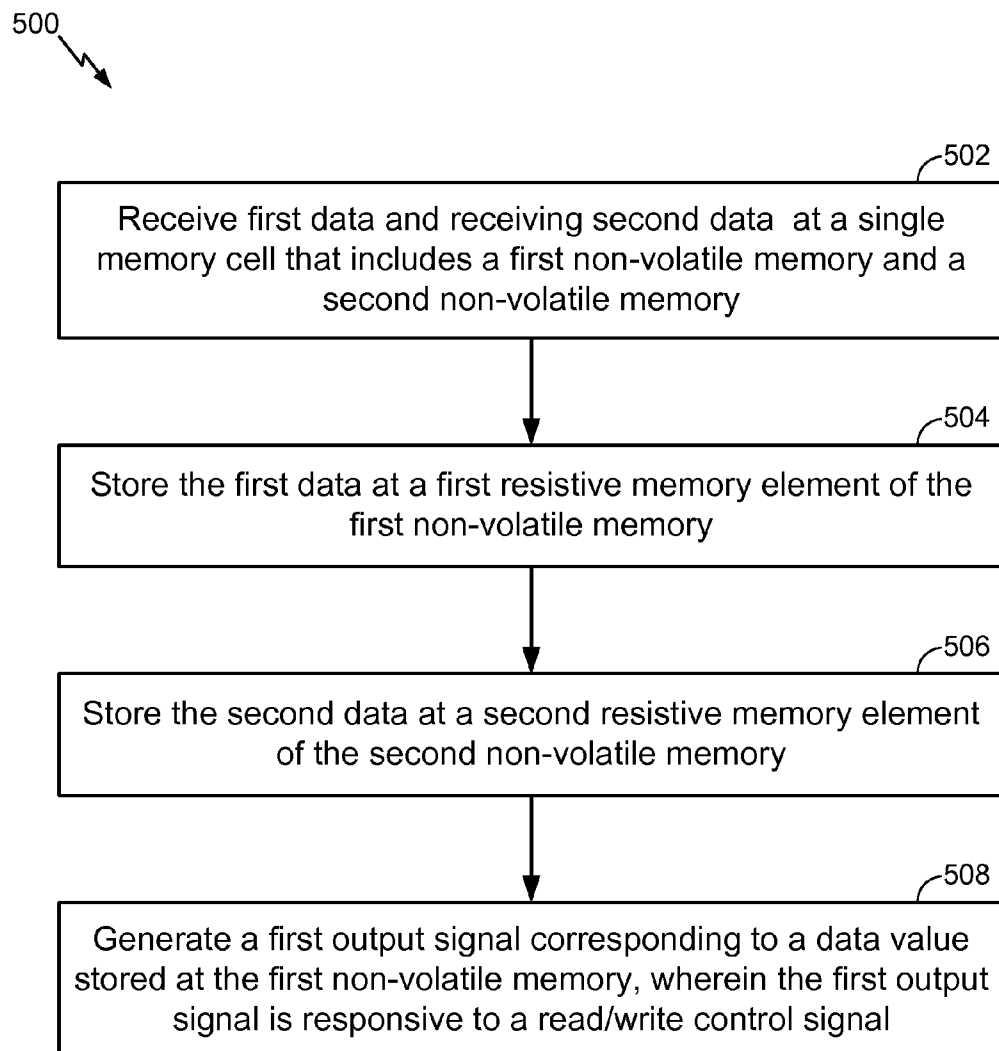 500
502
Receive first data and receiving second data at a single
memory cell that includes a first non-volatile memory and a
second non-volatile memory
504
Store the first data at a first resistive memory element of the
first non-volatile memory
506
Store the second data at a second resistive memory element
of the second non-volatile memory
508
Generate a first output signal corresponding to a data value
stored at the first non-volatile memory, wherein the first output
signal is responsive to a read/write control signal